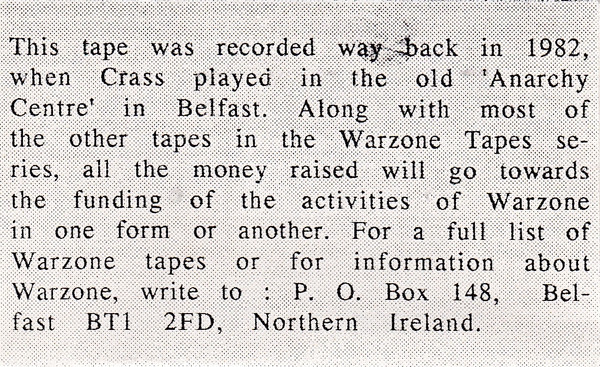 This tape was recorded way back in 1982,
when Crass played in the old 'Anarchy
Centre' in Belfast. Along with most of
the other tapes in the Warzone Tapes se-
ries, all the money raised will go towards
the funding of the activities of Warzone
in one form or another. For a full list of
Warzone tapes or for information about
Warzone, write to : P. O. Box 148, Bel-
fast BT1 2FD, Northern Ireland.